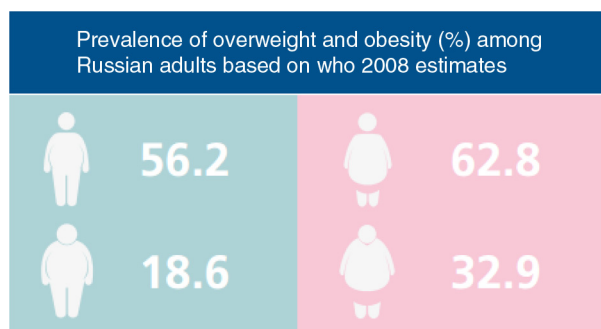 Prevalence of overweight and obesity (%) among
Russian adults based on who 2008 estimates
56.2 62.8
18.6 32.9